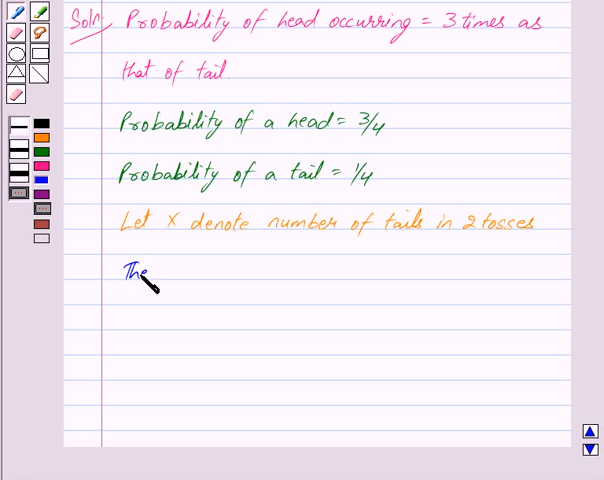 Soln Probability of head occurring = 3 times as
that of tail.
Probability of a head = 3/4
Probability of a tail = 1/4
Let X denote number of tails in 2 tosses
The